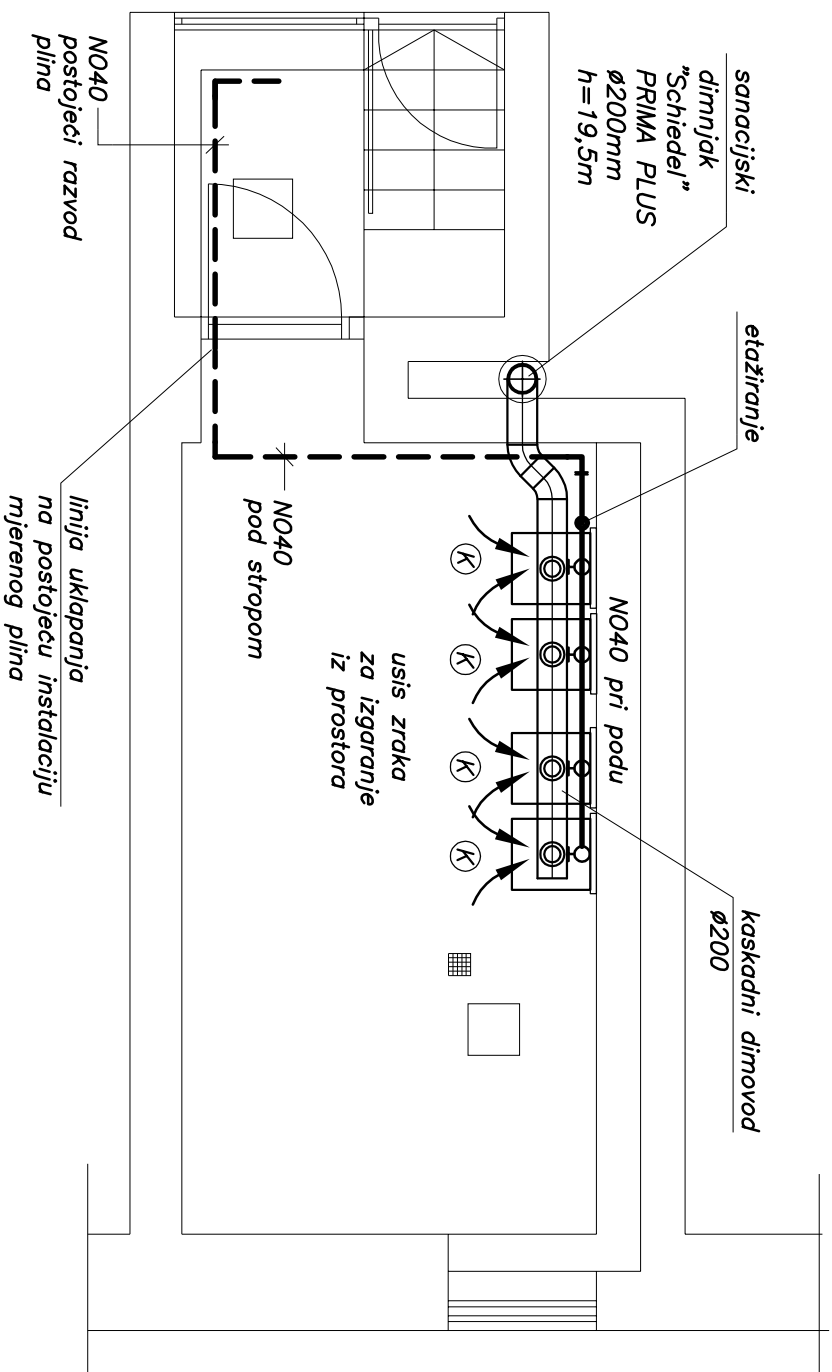 sanacijski
dimnjak
"Schiedel"
PRIMA PLUS
ø200mm
h=19,5m
etažiranje
kaskadni dimovod
ø200
NO40 pri podu
K
K
K
K
usis zraka
za izgaranje
iz prostora
NO40
pod stropom
NO40
postojeći razvod
plina
linija uklapanja
na postojeću instalaciju
mjerenog plina